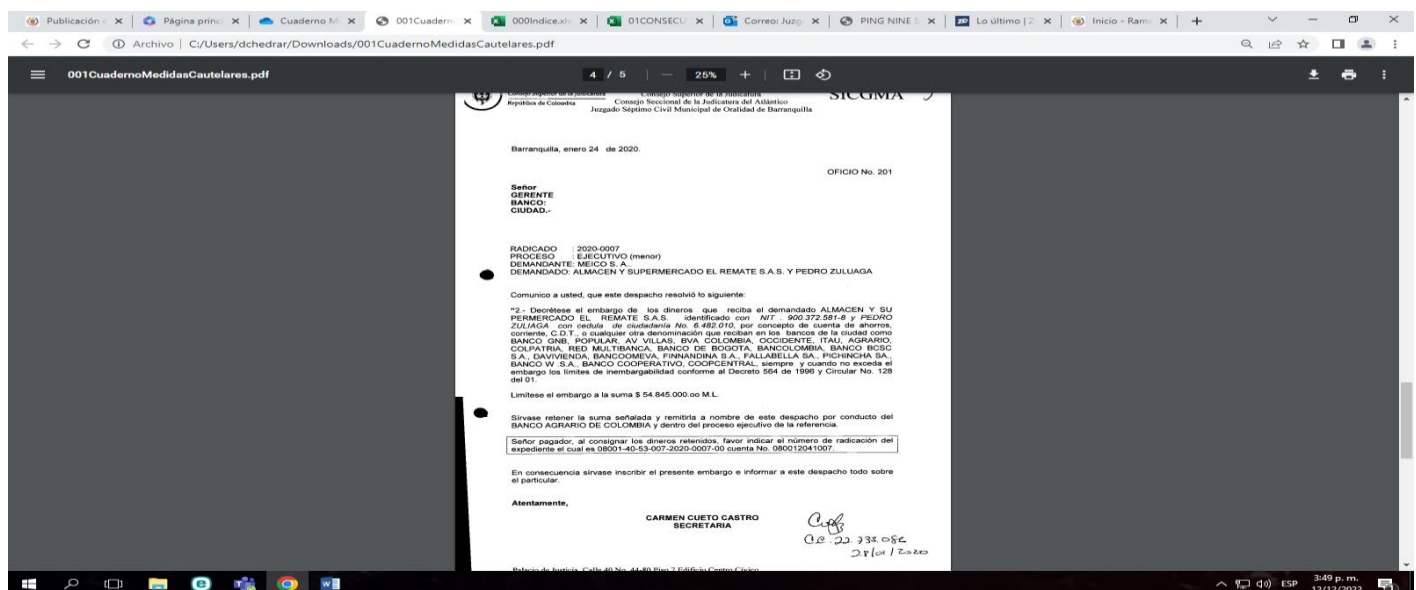 Publicación
Página princi
Cuaderno M
001Cuadern
000Indice.xls
01CONSECU
Correo: Juzg
PING NINE S
Lo último | 2
Inicio - Rama
Archivo | C:/Users/dchedrar/Downloads/001CuadernoMedidasCautelares.pdf
001CuadernoMedidasCautelares.pdf
4 / 5 | — 25% +
Consejo Superior de la Judicatura
República de Colombia
Consejo Superior de la Judicatura
Consejo Seccional de la Judicatura del Atlántico
Juzgado Séptimo Civil Municipal de Oralidad de Barranquilla
SICGMA
Barranquilla, enero 24 de 2020.
OFICIO No. 201
Señor
GERENTE
BANCO:
CIUDAD.-
RADICADO : 2020-0007
PROCESO : EJECUTIVO (menor)
DEMANDANTE: MEICO S. A..
DEMANDADO: ALMACEN Y SUPERMERCADO EL REMATE S.A.S. Y PEDRO ZULUAGA
Comunico a usted, que este despacho resolvió lo siguiente:
"2.- Decrétese el embargo de los dineros que reciba el demandado ALMACEN Y SU
PERMERCADO EL REMATE S.A.S. identificado con NIT . 900.372.581-8 y PEDRO
ZULIAGA con cedula de ciudadanía No. 6.482.010, por concepto de cuenta de ahorros,
corriente, C.D.T., o cualquier otra denominación que reciban en los bancos de la ciudad como
BANCO GNB, POPULAR, AV VILLAS, BVA COLOMBIA, OCCIDENTE, ITAU, AGRARIO,
COLPATRIA, RED MULTIBANCA, BANCO DE BOGOTA, BANCOLOMBIA, BANCO BCSC
S.A., DAVIVIENDA, BANCOOMEVA, FINNANDINA S.A., FALLABELLA SA., PICHINCHA SA.,
BANCO W .S.A., BANCO COOPERATIVO, COOPCENTRAL, siempre y cuando no exceda el
embargo los límites de inembargabilidad conforme al Decreto 564 de 1996 y Circular No. 128
del 01.
Limítese el embargo a la suma $ 54.845.000.oo M.L.
Sírvase retener la suma señalada y remitirla a nombre de este despacho por conducto del
BANCO AGRARIO DE COLOMBIA y dentro del proceso ejecutivo de la referencia.
Señor pagador, al consignar los dineros retenidos, favor indicar el número de radicación del
expediente el cual es 08001-40-53-007-2020-0007-00 cuenta No. 080012041007.
En consecuencia sírvase inscribir el presente embargo e informar a este despacho todo sobre
el particular.
Atentamente,
CARMEN CUETO CASTRO
SECRETARIA
28/01/2020
Palacio de Justicia, Calle 40 No. 44-80 Piso 7 Edificio Centro Cívico
ESP
3:49 p. m.